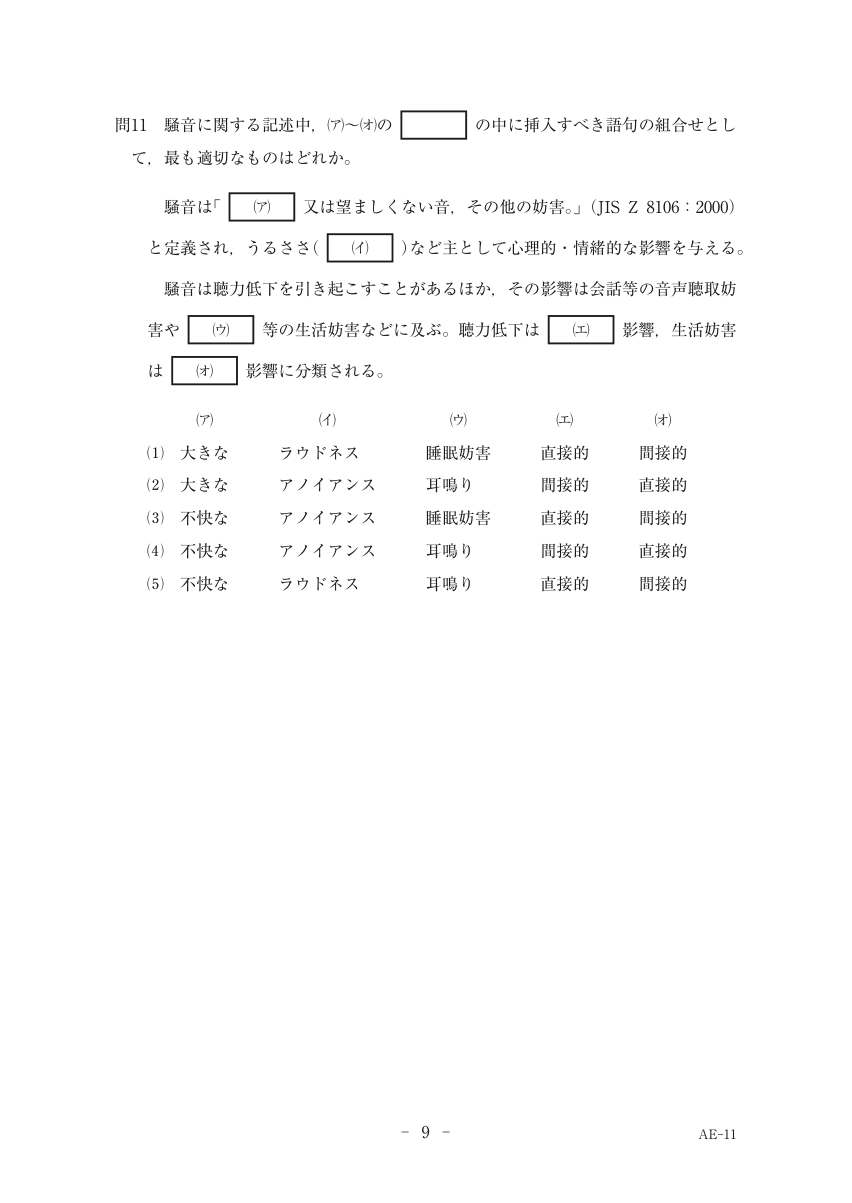 問11　騒音に関する記述中，㈠～㈤の　　　　の中に挿入すべき語句の組合せとし
て，最も適切なものはどれか。
騒音は「 (ア) 又は望ましくない音，その他の妨害。」（JIS Z 8106：2000）
と定義され，うるささ( (イ) )など主として心理的・情緒的な影響を与える。
騒音は聴力低下を引き起こすことがあるほか，その影響は会話等の音声聴取妨
害や (ウ) 等の生活妨害などに及ぶ。聴力低下は (エ) 影響，生活妨害
は (オ) 影響に分類される。
(ア)　(イ)　(ウ)　(エ)　(オ)
⑴　大きな　ラウドネス　睡眠妨害　直接的　間接的
⑵　大きな　アノイアンス　耳鳴り　間接的　直接的
⑶　不快な　アノイアンス　睡眠妨害　直接的　間接的
⑷　不快な　アノイアンス　耳鳴り　間接的　直接的
⑸　不快な　ラウドネス　耳鳴り　直接的　間接的
－ 9 －
AE−11